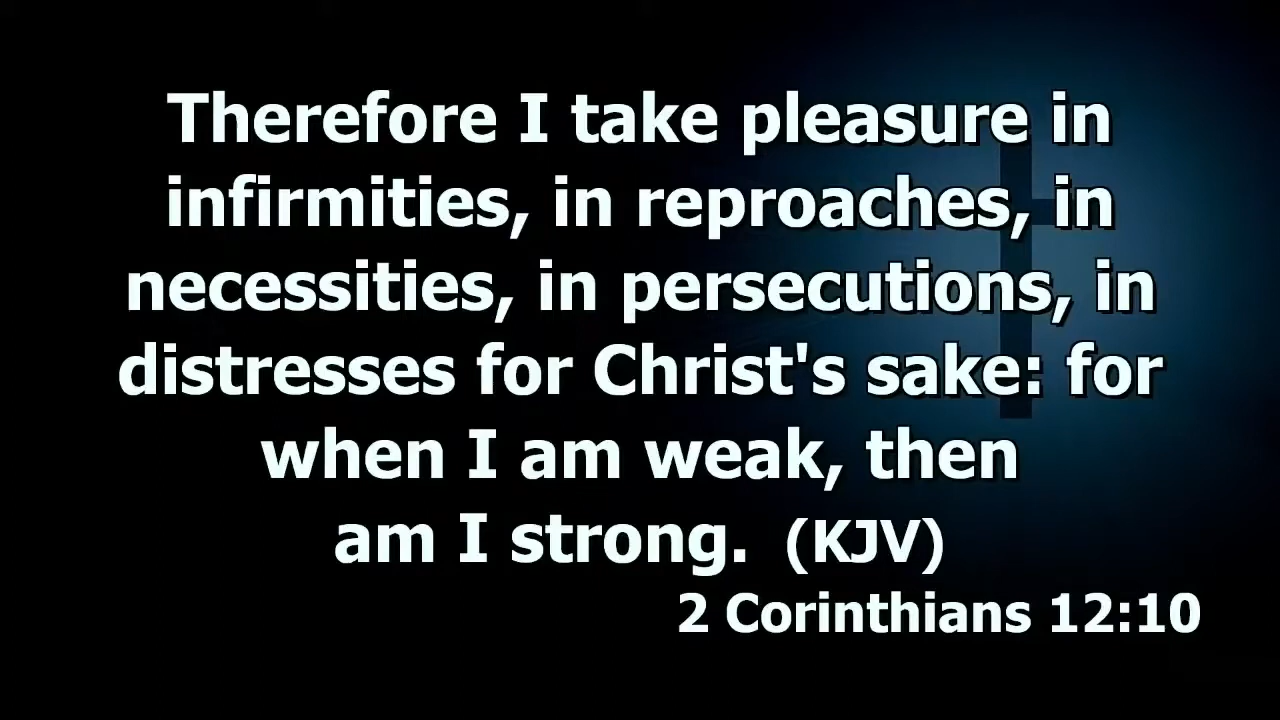 Therefore I take pleasure in
infirmities, in reproaches, in
necessities, in persecutions, in
distresses for Christ's sake: for
when I am weak, then
am I strong. (KJV)
2 Corinthians 12:10